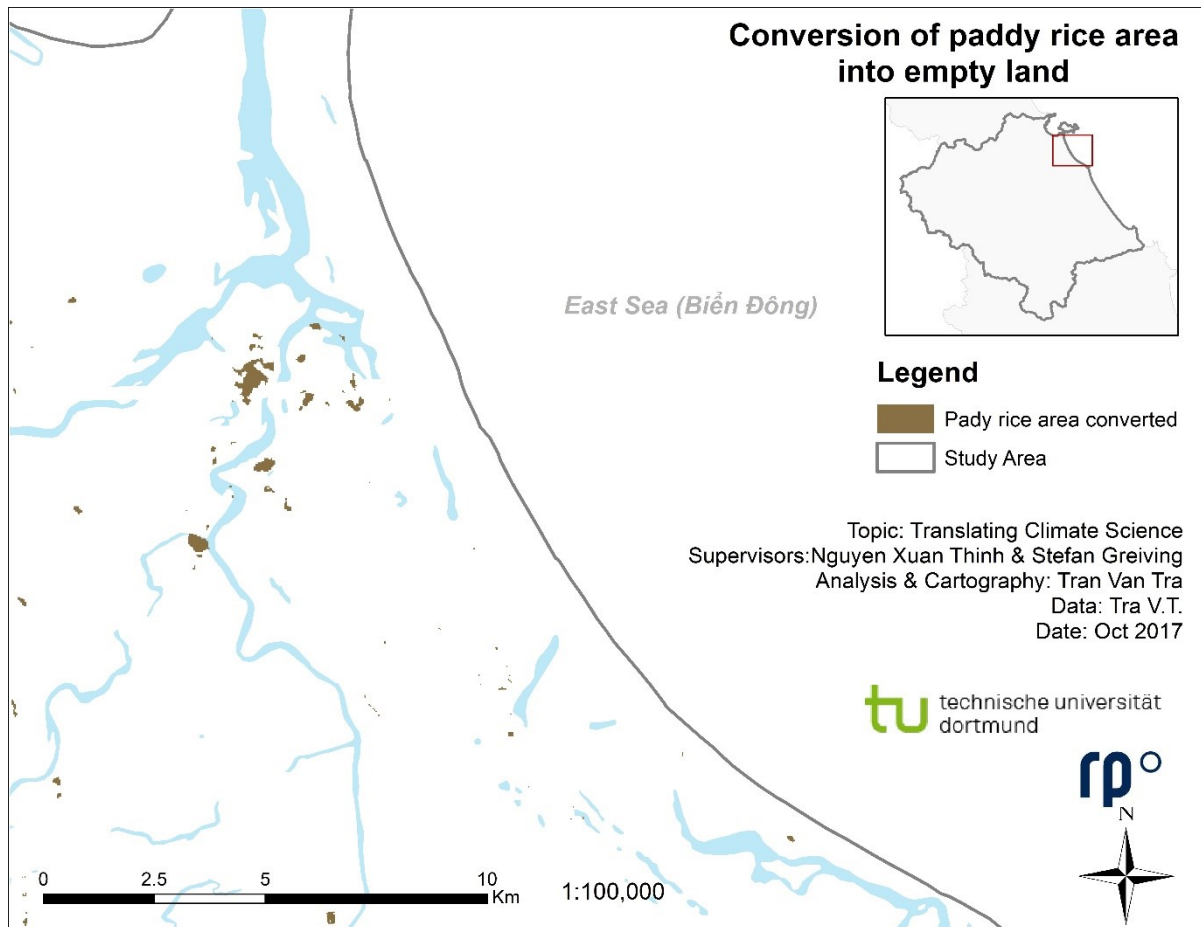 Conversion of paddy rice area
into empty land
East Sea (Biển Đông)
Legend
Pady rice area converted
Study Area
Topic: Translating Climate Science
Supervisors:Nguyen Xuan Thinh & Stefan Greiving
Analysis & Cartography: Tran Van Tra
Data: Tra V.T.
Date: Oct 2017
tu technische universität
dortmund
rp
N
0 2.5 5 10
Km
1:100,000